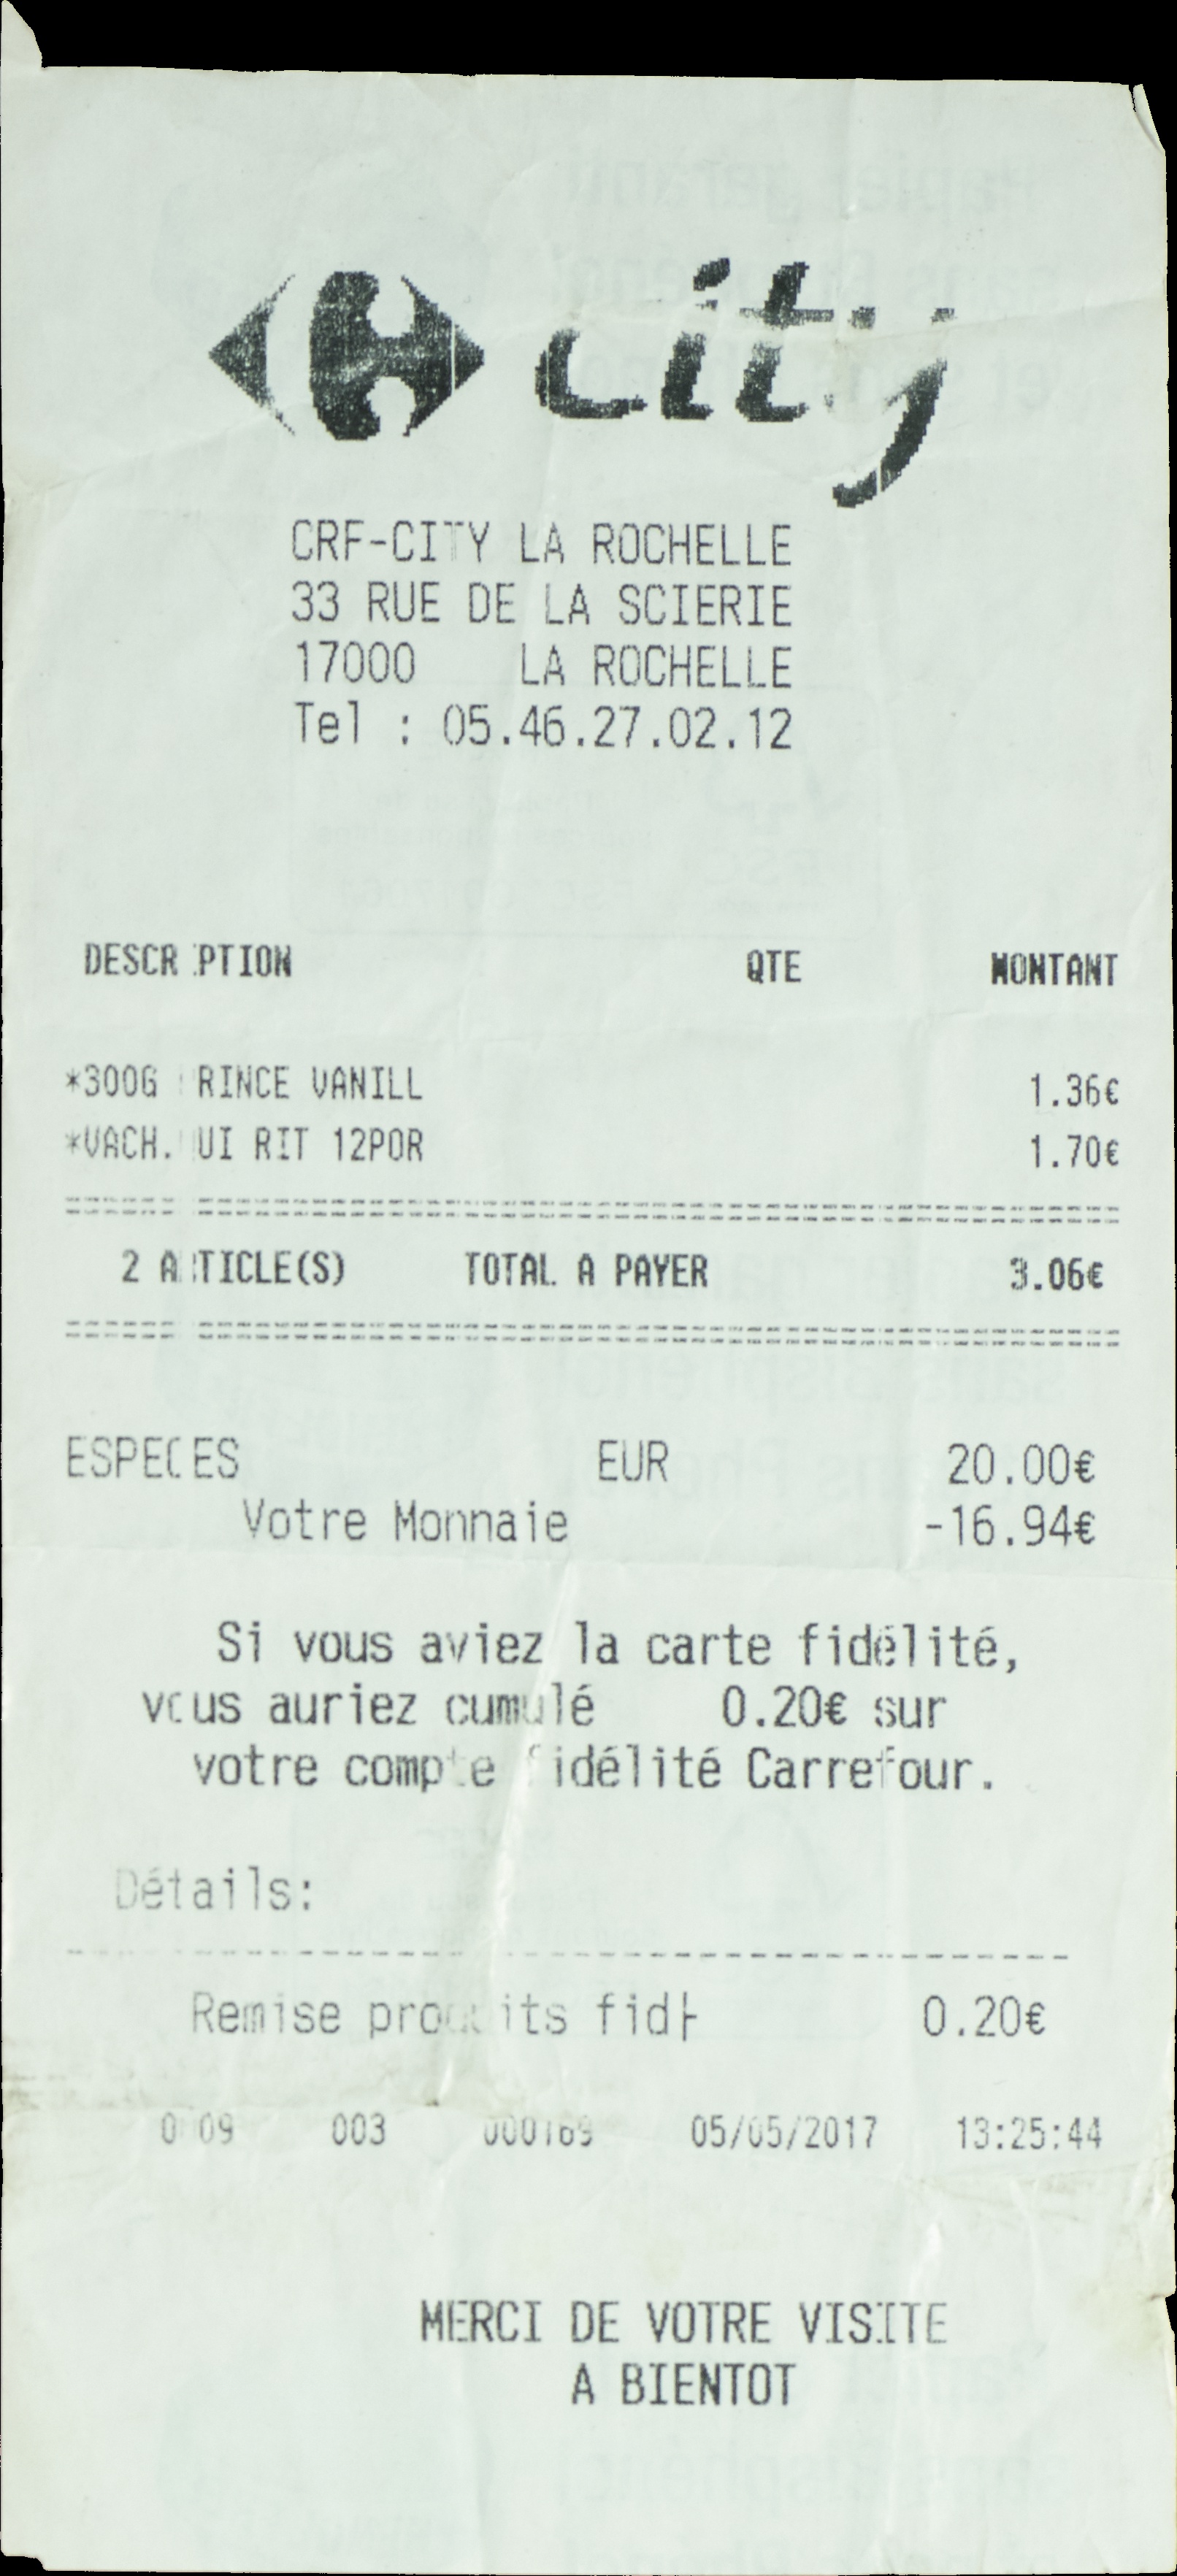 city
CRF-CITY LA ROCHELLE
33 RUE DE LA SCIERIE
17000 LA ROCHELLE
Tel : 05.46.27.02.12
DESCRIPTION QTE MONTANT
*300G PRINCE VANILL 1.36€
*VACH.QUI RIT 12POR 1.70€
2 ARTICLE(S) TOTAL A PAYER 3.06€
ESPECES EUR 20.00€
Votre Monnaie -16.94€
Si vous aviez la carte fidélité,
vous auriez cumulé 0.20€ sur
votre compte fidélité Carrefour.
Détails:
Remise produits fid├ 0.20€
003 05/05/2017 13:25:44
MERCI DE VOTRE VISITE
A BIENTOT